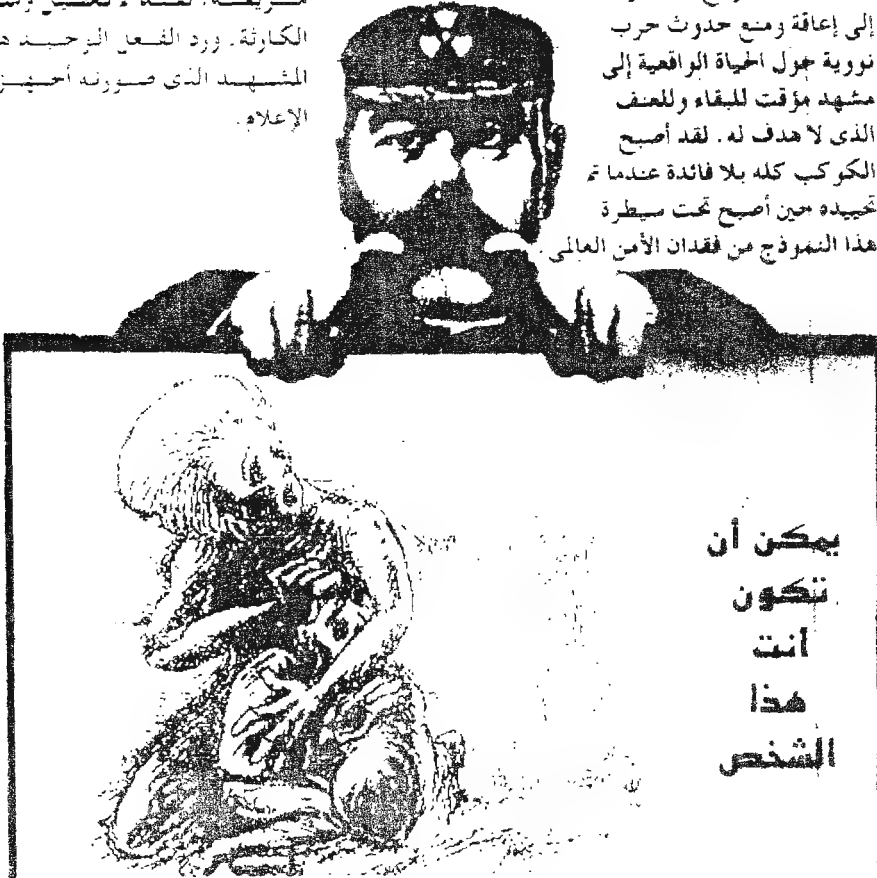 إلى إعاقة ومنع حدوث حرب
نووية حول الحياة الواقعية إلى
مشهد مؤقت للبقاء وللعنف
الذى لا هدف له. لقد أصبح
الكوكب كله بلا فائدة عندما تم
تحييده حين أصبح تحت سيطرة
هذا النموذج من فقدان الأمن العالمى.
الكارثة. ورد الفعل الوحيد
المشهد الذى صورته
الإعلام.
يمكن أن
تكون
أنت
هذا
الشخص